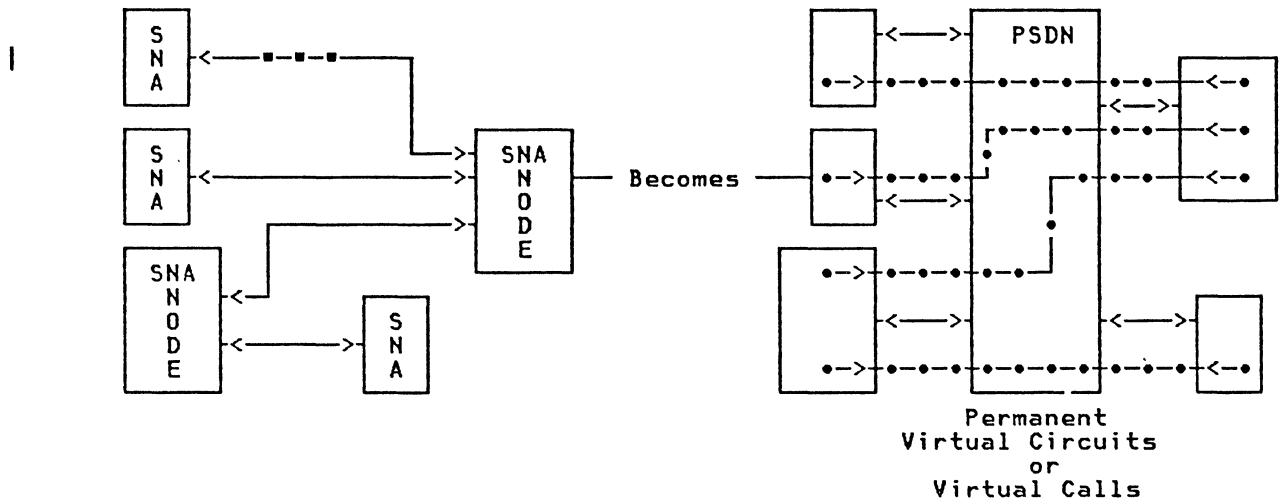 S
N
A
S
N
A
SNA
N
O
D
E
S
N
A
SNA
N
O
D
E
Becomes
PSDN
Permanent
Virtual Circuits
or
Virtual Calls